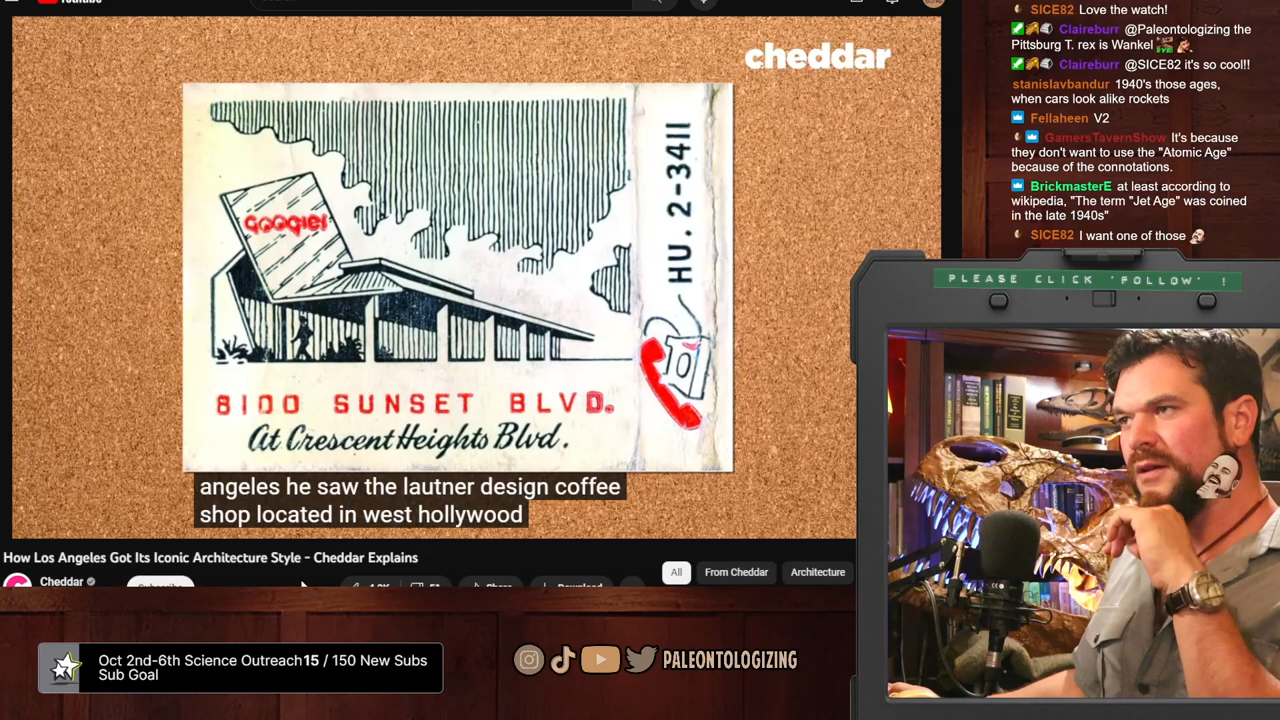 YouTube
cheddar
Googies
HU. 2-3411
8100 SUNSET BLVD.
At Crescent Heights Blvd.
angeles he saw the lautner design coffee
shop located in west hollywood
How Los Angeles Got Its Iconic Architecture Style - Cheddar Explains
Cheddar
Subscribe
Share
Download
All
From Cheddar
Architecture
SICE82 Love the watch!
Claireburr @Paleontologizing the
Pittsburg T. rex is Wankel
Claireburr @SICE82 it's so cool!!
stanislavbandur 1940's those ages,
when cars look alike rockets
Fellaheen V2
GamersTavernShow It's because
they don't want to use the "Atomic Age"
because of the connotations.
BrickmasterE at least according to
wikipedia, "The term "Jet Age" was coined
in the late 1940s"
SICE82 I want one of those
PLEASE CLICK 'FOLLOW' !
Oct 2nd-6th Science Outreach 15 / 150 New Subs
Sub Goal
PALEONTOLOGIZING